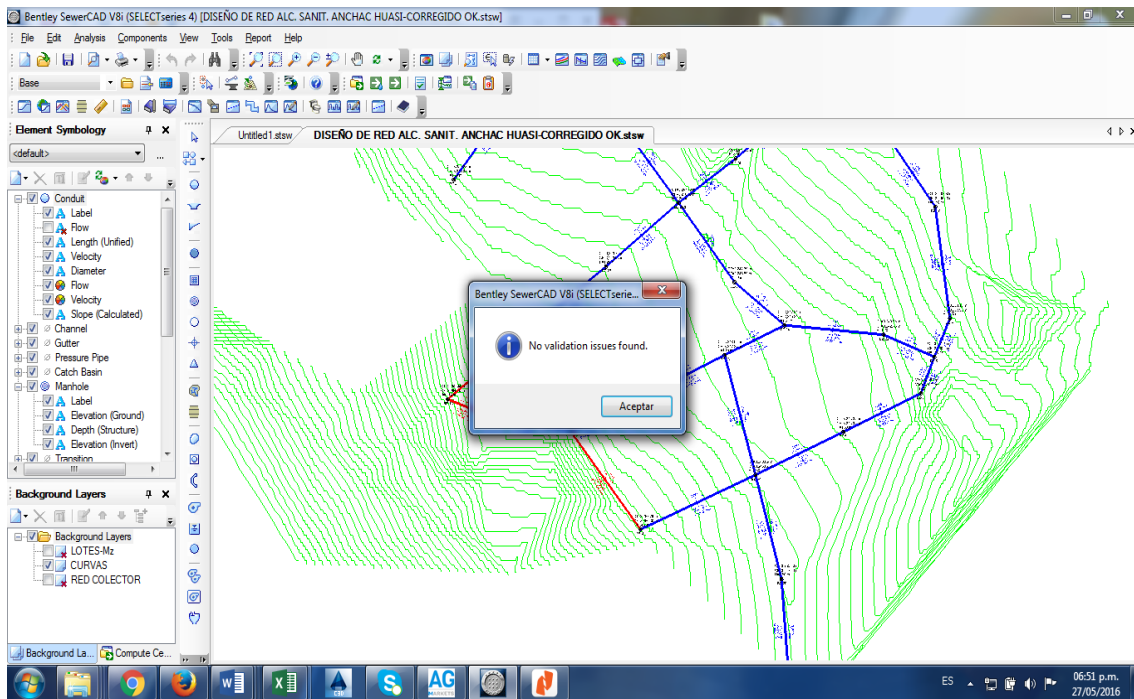 Bentley SewerCAD V8i (SELECTseries 4) [DISEÑO DE RED ALC. SANIT. ANCHAC HUASI-CORREGIDO OK.stsw]
File Edit Analysis Components View Tools Report Help
Base
Element Symbology
Untitled1.stsw DISEÑO DE RED ALC. SANIT. ANCHAC HUASI-CORREGIDO OK.stsw
<default>
...
Conduit
Label
Flow
Length (Unified)
Velocity
Diameter
Flow
Velocity
Slope (Calculated)
Channel
Gutter
Pressure Pipe
Catch Basin
Manhole
Label
Elevation (Ground)
Depth (Structure)
Elevation (Invert)
Transition
Bentley SewerCAD V8i (SELECTserie...
No validation issues found.
Aceptar
Background Layers
Background Layers
LOTES-Mz
CURVAS
RED COLECTOR
Background La... Compute Ce...
AG
ES
06:51 p.m.
27/05/2016